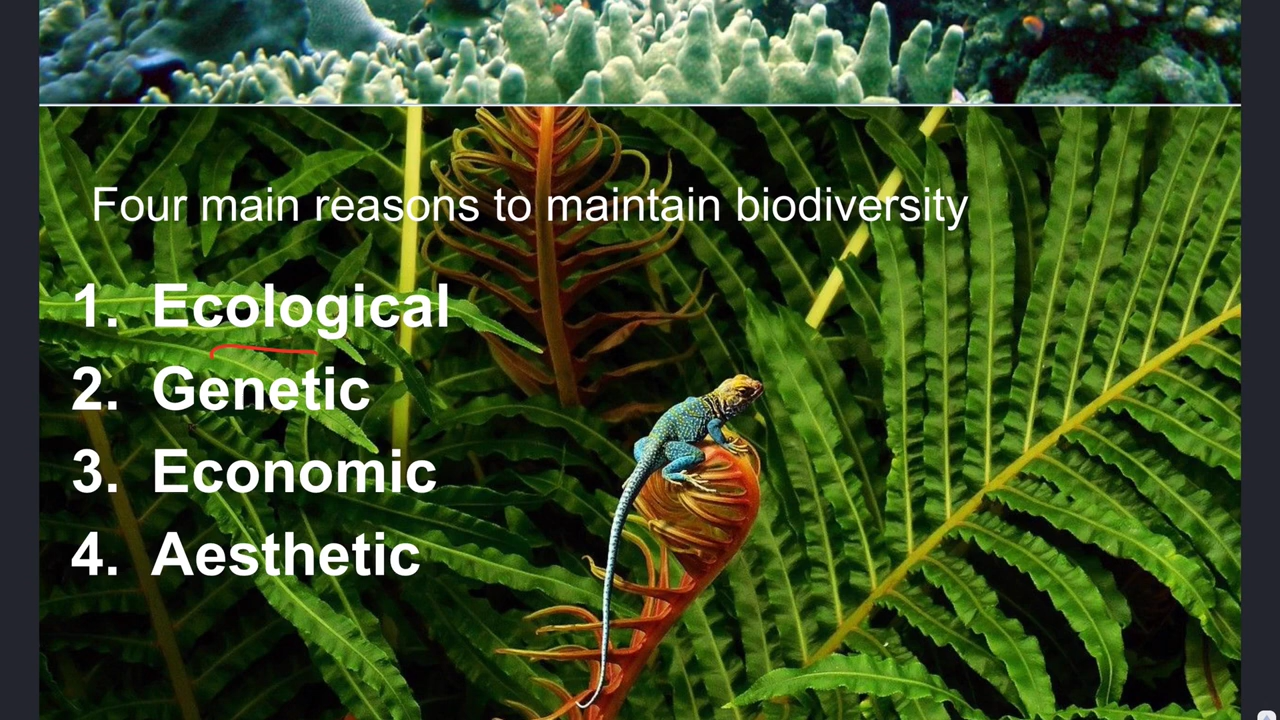 Four main reasons to maintain biodiversity
1. Ecological
2. Genetic
3. Economic
4. Aesthetic